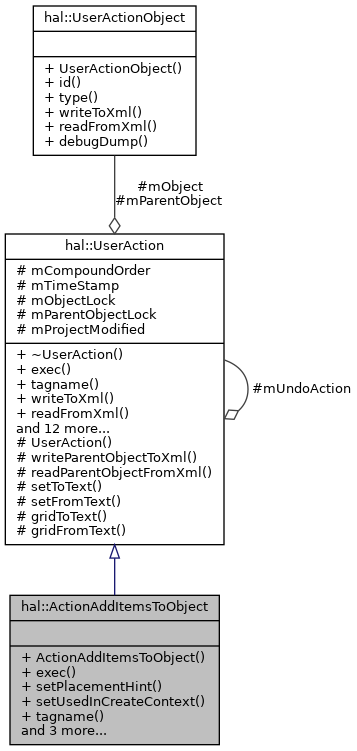 hal::UserActionObject
+ UserActionObject()
+ id()
+ type()
+ writeToXml()
+ readFromXml()
+ debugDump()
#mObject
#mParentObject
hal::UserAction
# mCompoundOrder
# mTimeStamp
# mObjectLock
# mParentObjectLock
# mProjectModified
+ ~UserAction()
+ exec()
+ tagname()
+ writeToXml()
+ readFromXml()
and 12 more...
# UserAction()
# writeParentObjectToXml()
# readParentObjectFromXml()
# setToText()
# setFromText()
# gridToText()
# gridFromText()
#mUndoAction
hal::ActionAddItemsToObject
+ ActionAddItemsToObject()
+ exec()
+ setPlacementHint()
+ setUsedInCreateContext()
+ tagname()
and 3 more...